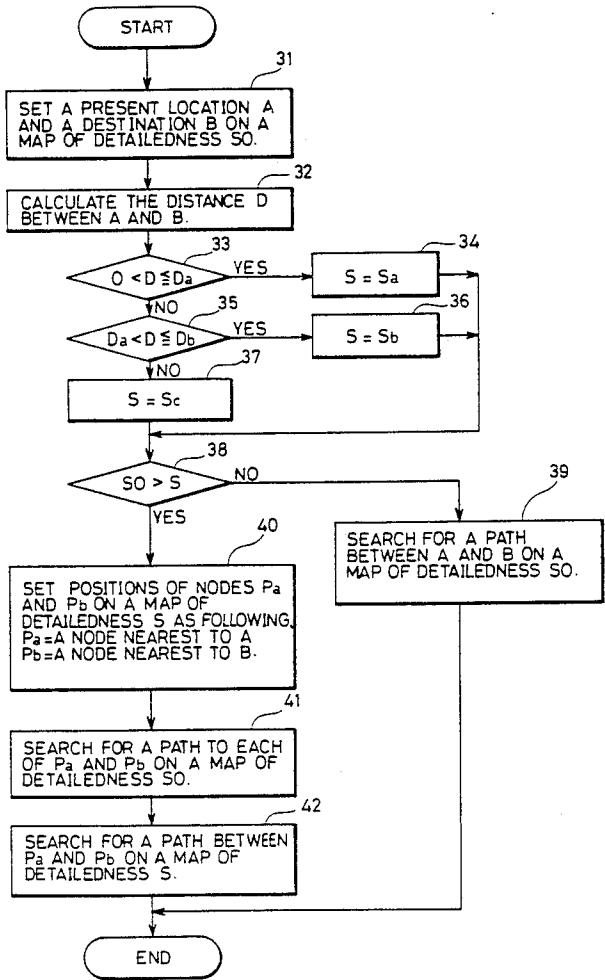 START
31
SET A PRESENT LOCATION A
AND A DESTINATION B ON A
MAP OF DETAILEDNESS SO.
32
CALCULATE THE DISTANCE D
BETWEEN A AND B.
33
O < D ≦ Da
YES
34
S = Sa
NO
35
Da < D ≦ Db
YES
36
S = Sb
NO
37
S = Sc
38
SO > S
NO
YES
39
SEARCH FOR A PATH
BETWEEN A AND B ON A
MAP OF DETAILEDNESS SO.
40
SET POSITIONS OF NODES Pa
AND Pb ON A MAP OF
DETAILEDNESS S AS FOLLOWING,
Pa=A NODE NEAREST TO A
Pb=A NODE NEAREST TO B.
41
SEARCH FOR A PATH TO EACH
OF Pa AND Pb ON A MAP OF
DETAILEDNESS SO.
42
SEARCH FOR A PATH BETWEEN
Pa AND Pb ON A MAP OF
DETAILEDNESS S.
END